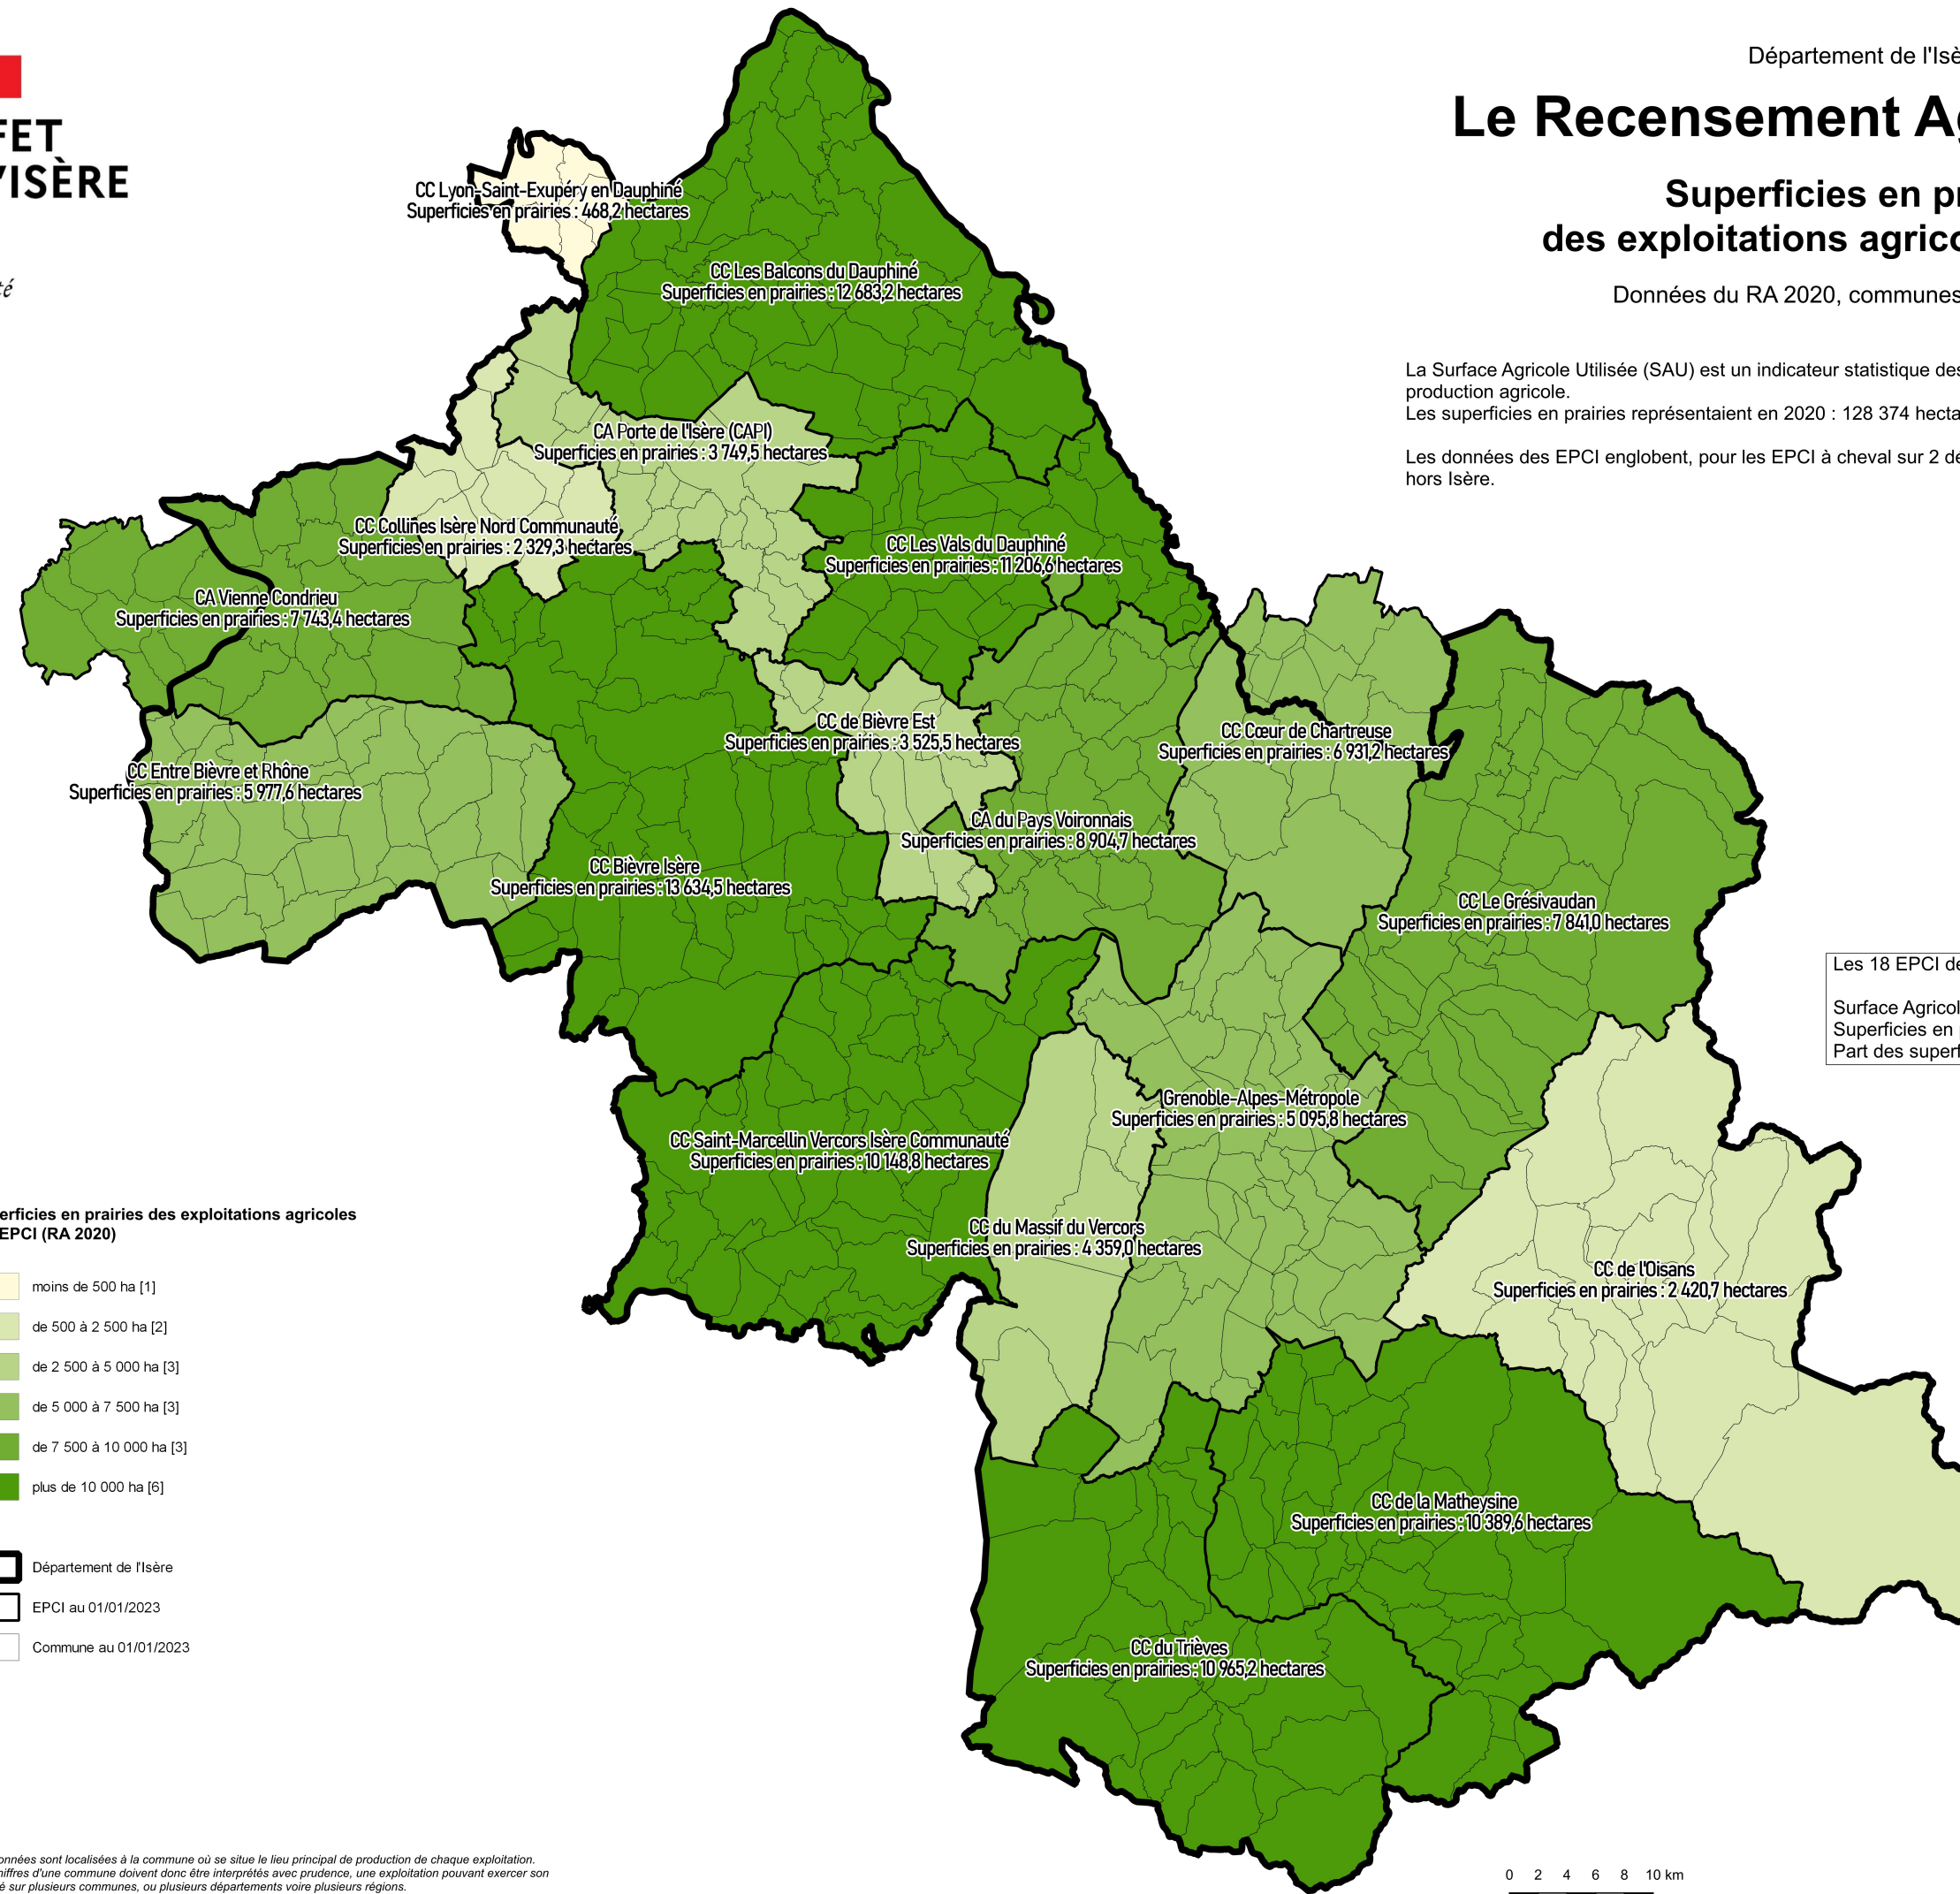 FET
'ISÈRE
té
Département de l'Isè
Le Recensement Ag
Superficies en pr
des exploitations agrico
Données du RA 2020, communes
La Surface Agricole Utilisée (SAU) est un indicateur statistique des
production agricole.
Les superficies en prairies représentaient en 2020 : 128 374 hecta
Les données des EPCI englobent, pour les EPCI à cheval sur 2 dé
hors Isère.
CC Lyon-Saint-Exupéry en Dauphiné
Superficies en prairies : 468,2 hectares
CC Les Balcons du Dauphiné
Superficies en prairies : 12 683,2 hectares
CA Porte de l'Isère (CAPI)
Superficies en prairies : 3 749,5 hectares
CC Collines Isère Nord Communauté
Superficies en prairies : 2 329,3 hectares
CC Les Vals du Dauphiné
Superficies en prairies : 11 206,6 hectares
CA Vienne Condrieu
Superficies en prairies : 7 743,4 hectares
CC de Bièvre Est
Superficies en prairies : 3 525,5 hectares
CC Cœur de Chartreuse
Superficies en prairies : 6 931,2 hectares
CC Entre Bièvre et Rhône
Superficies en prairies : 5 977,6 hectares
CA du Pays Voironnais
Superficies en prairies : 8 904,7 hectares
CC Bièvre Isère
Superficies en prairies : 13 634,5 hectares
CC Le Grésivaudan
Superficies en prairies : 7 841,0 hectares
Les 18 EPCI de
Surface Agricol
Superficies en
Part des superf
Grenoble-Alpes-Métropole
Superficies en prairies : 5 095,8 hectares
CC Saint-Marcellin Vercors Isère Communauté
Superficies en prairies : 10 148,8 hectares
CC du Massif du Vercors
Superficies en prairies : 4 359,0 hectares
CC de l'Oisans
Superficies en prairies : 2 420,7 hectares
CC de la Matheysine
Superficies en prairies : 10 389,6 hectares
CC du Trièves
Superficies en prairies : 10 965,2 hectares
erficies en prairies des exploitations agricoles
EPCI (RA 2020)
moins de 500 ha [1]
de 500 à 2 500 ha [2]
de 2 500 à 5 000 ha [3]
de 5 000 à 7 500 ha [3]
de 7 500 à 10 000 ha [3]
plus de 10 000 ha [6]
Département de l'Isère
EPCI au 01/01/2023
Commune au 01/01/2023
onnées sont localisées à la commune où se situe le lieu principal de production de chaque exploitation.
hiffres d'une commune doivent donc être interprétés avec prudence, une exploitation pouvant exercer son
é sur plusieurs communes, ou plusieurs départements voire plusieurs régions.
0 2 4 6 8 10 km